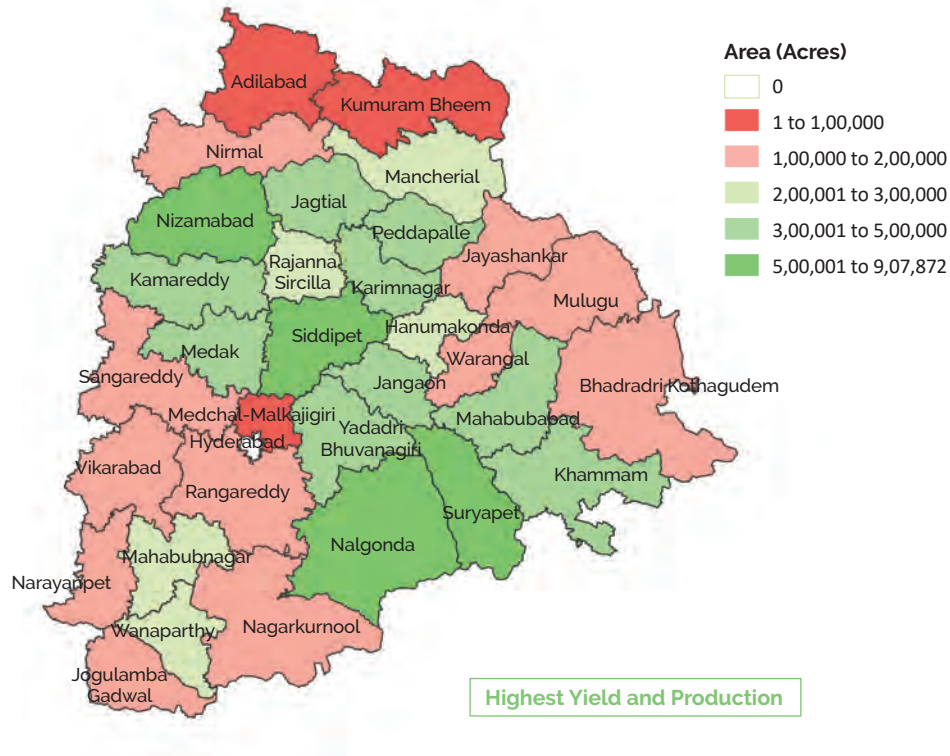 Area (Acres)
0
1 to 1,00,000
1,00,000 to 2,00,000
2,00,001 to 3,00,000
3,00,001 to 5,00,000
5,00,001 to 9,07,872
Adilabad
Kumuram Bheem
Nirmal
Mancherial
Jagtial
Nizamabad
Peddapalle
Jayashankar
Rajanna
Sircilla
Kamareddy
Karimnagar
Mulugu
Hanumakonda
Siddipet
Medak
Warangal
Sangareddy
Jangaon
Bhadradri Kothagudem
Medchal-Malkajigiri
Mahabubabad
Yadadri
Bhuvanagiri
Hyderabad
Vikarabad
Khammam
Rangareddy
Suryapet
Nalgonda
Mahabubnagar
Narayanpet
Wanaparthy
Nagarkurnool
Jogulamba
Gadwal
Highest Yield and Production